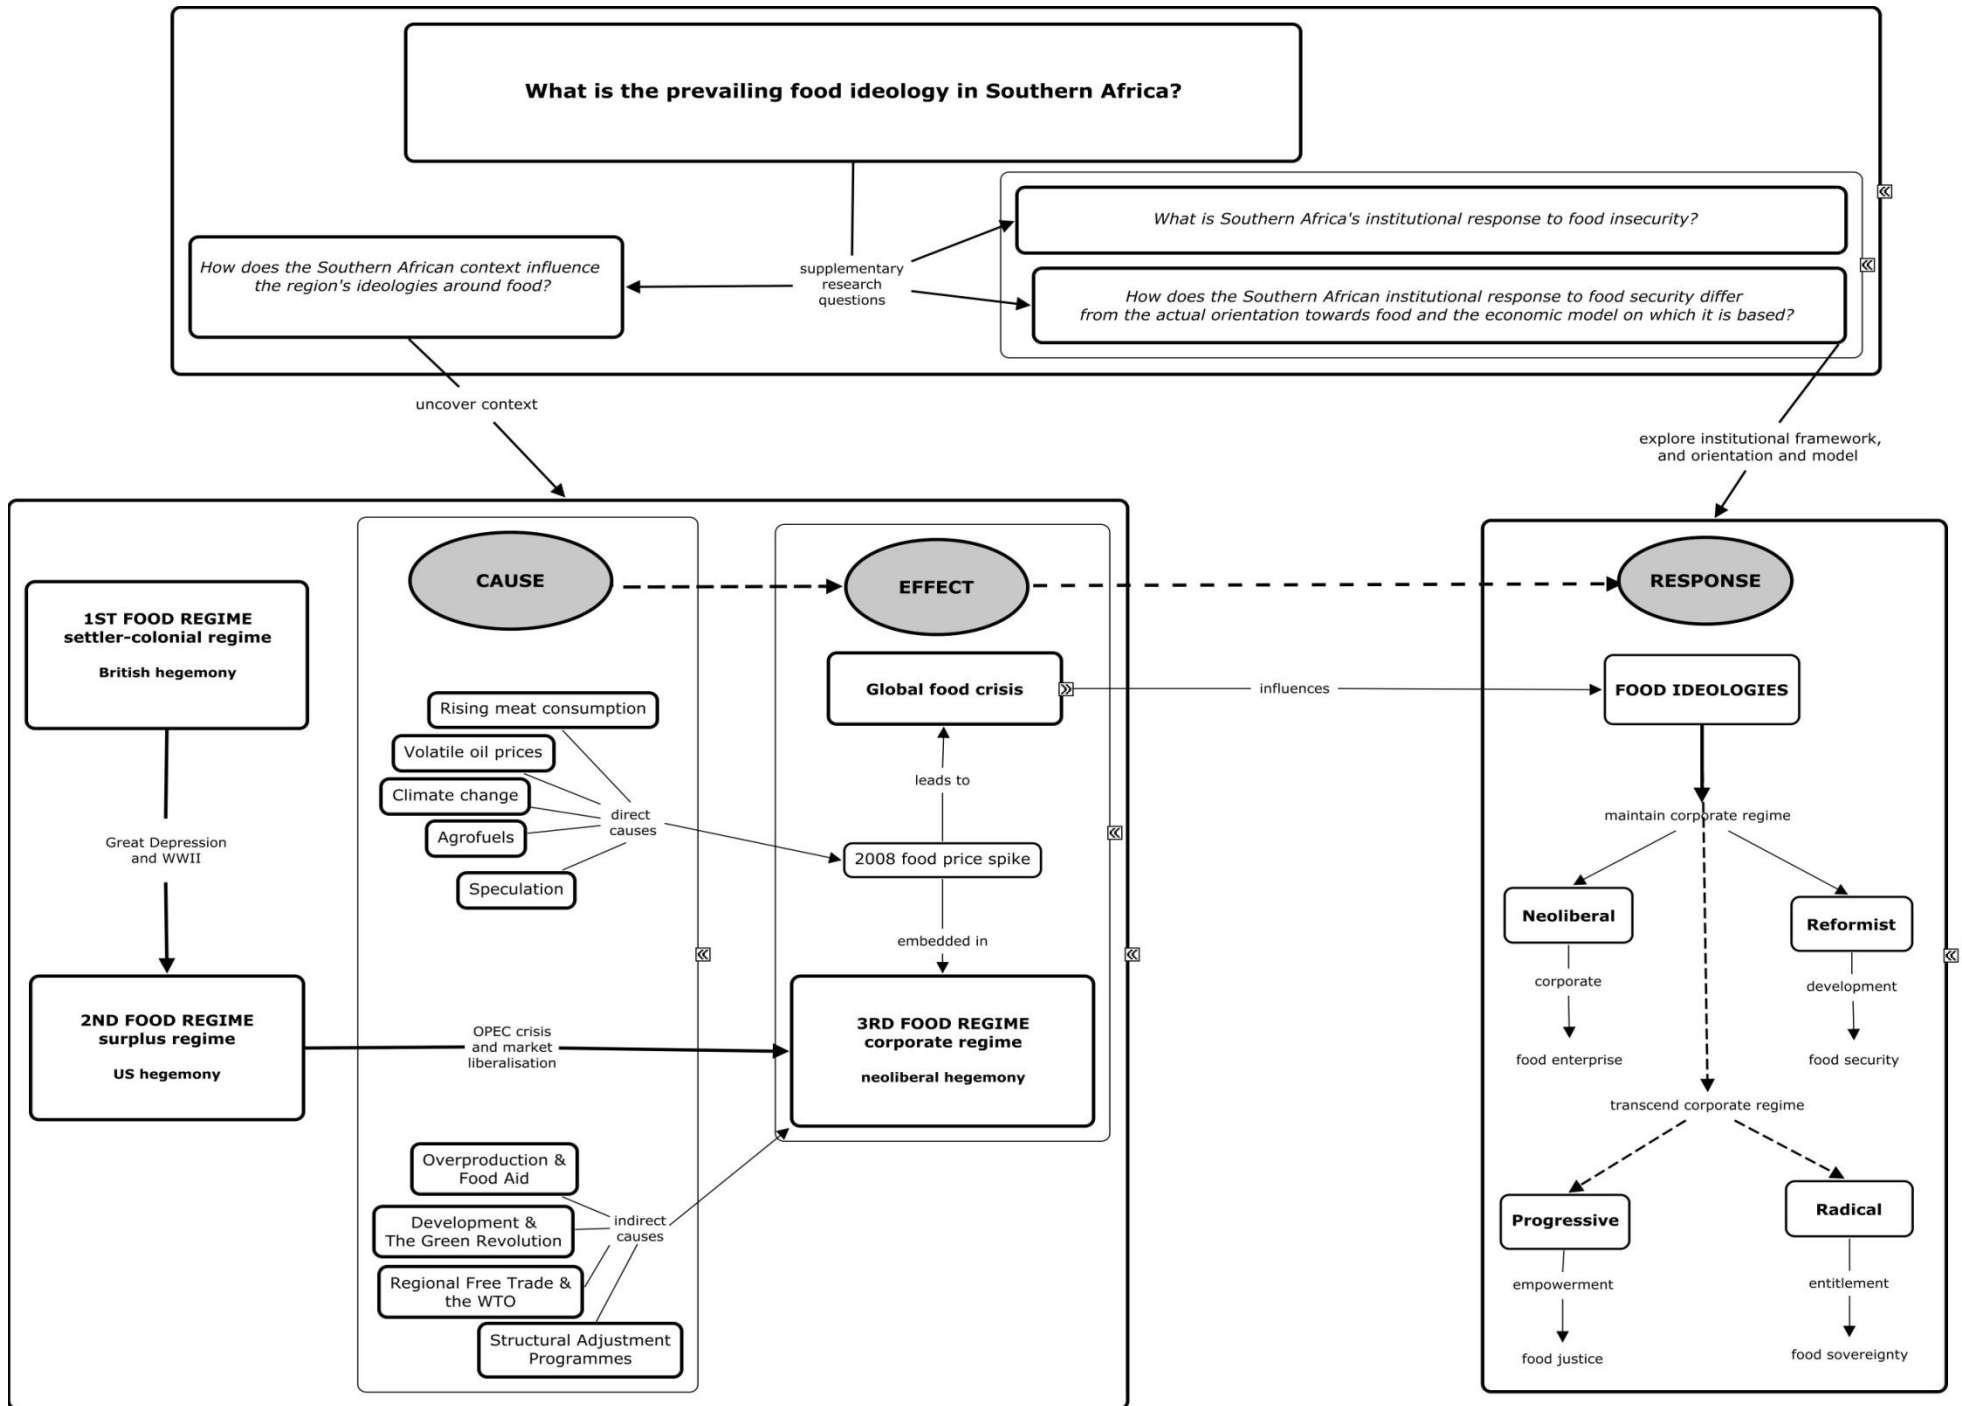 What is the prevailing food ideology in Southern Africa?
What is Southern Africa's institutional response to food insecurity?
How does the Southern African context influence
the region's ideologies around food?
supplementary
research
questions
How does the Southern African institutional response to food security differ
from the actual orientation towards food and the economic model on which it is based?
uncover context
explore institutional framework,
and orientation and model
1ST FOOD REGIME
settler-colonial regime
British hegemony
Great Depression
and WWII
2ND FOOD REGIME
surplus regime
US hegemony
OPEC crisis
and market
liberalisation
CAUSE
Rising meat consumption
Volatile oil prices
Climate change
Agrofuels
Speculation
direct
causes
Overproduction &
Food Aid
Development &
The Green Revolution
Regional Free Trade &
the WTO
Structural Adjustment
Programmes
indirect
causes
EFFECT
Global food crisis
leads to
2008 food price spike
embedded in
3RD FOOD REGIME
corporate regime
neoliberal hegemony
influences
RESPONSE
FOOD IDEOLOGIES
maintain corporate regime
Neoliberal
corporate
food enterprise
Reformist
development
food security
transcend corporate regime
Progressive
empowerment
food justice
Radical
entitlement
food sovereignty